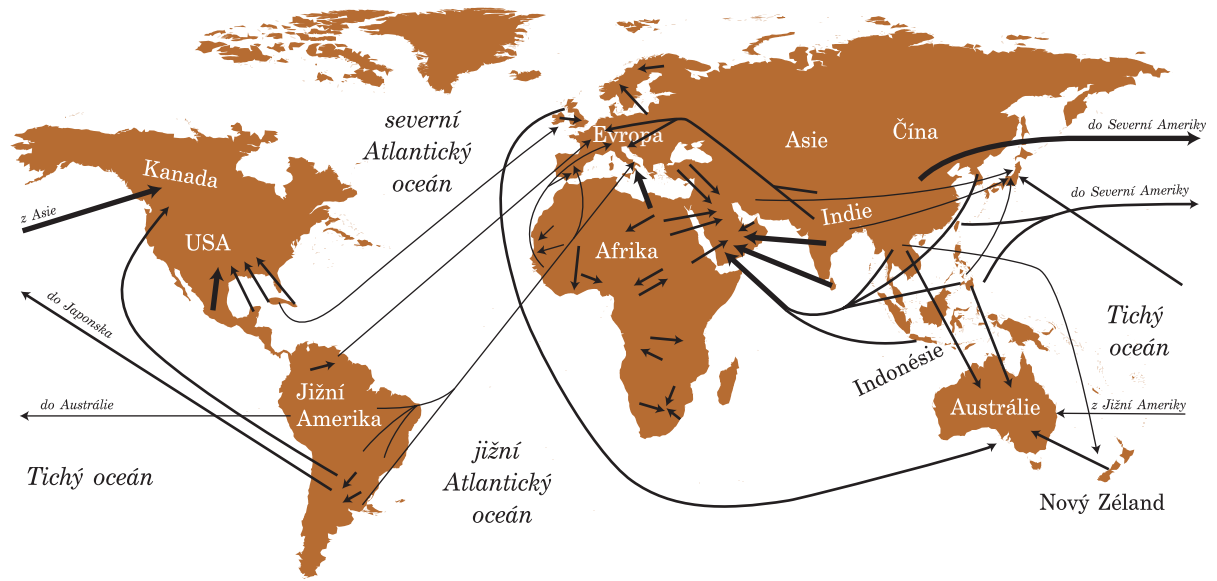 severní
Atlantický
oceán
Evropa
Asie
Čína
do Severní Ameriky
Kanada
z Asie
USA
do Severní Ameriky
Indie
Afrika
do Japonska
Tichý
oceán
Indonésie
Jižní
Amerika
do Austrálie
Austrálie
z Jižní Ameriky
Tichý oceán
jižní
Atlantický
oceán
Nový Zéland